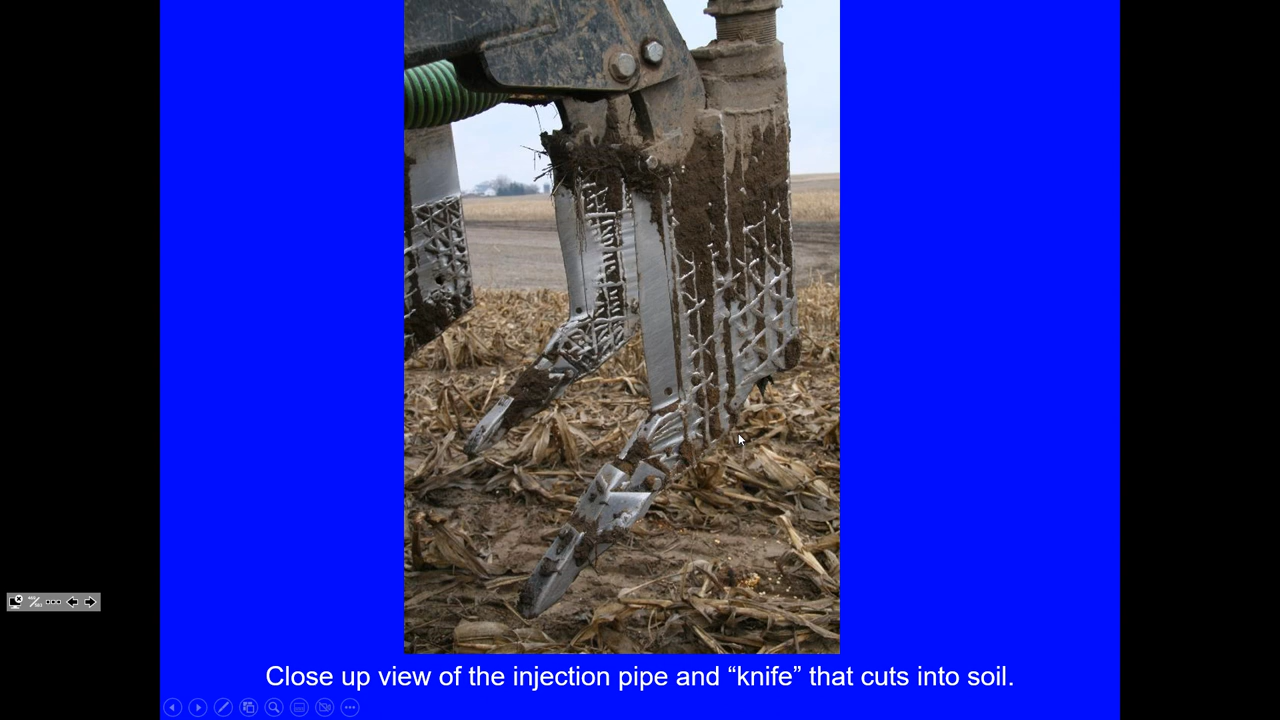 Close up view of the injection pipe and “knife” that cuts into soil.